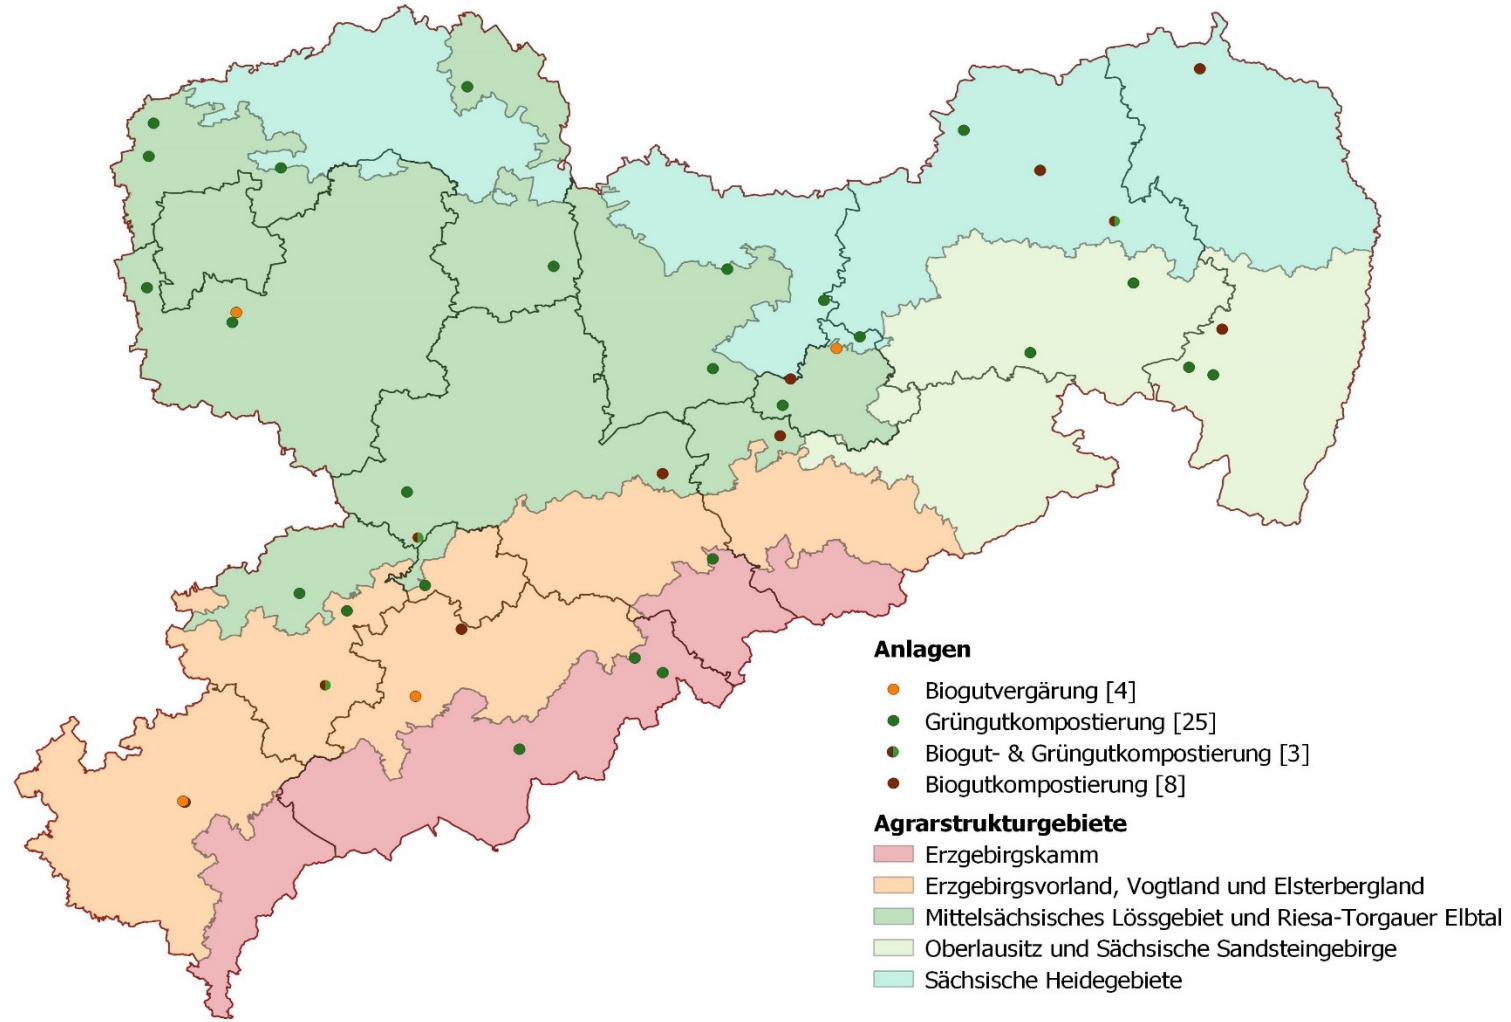 Anlagen
Biogutvergärung [4]
Grüngutkompostierung [25]
Biogut- & Grüngutkompostierung [3]
Biogutkompostierung [8]
Agrarstrukturgebiete
Erzgebirgskamm
Erzgebirgsvorland, Vogtland und Elsterbergland
Mittelsächsisches Lössgebiet und Riesa-Torgauer Elbtal
Oberlausitz und Sächsische Sandsteingebirge
Sächsische Heidegebiete